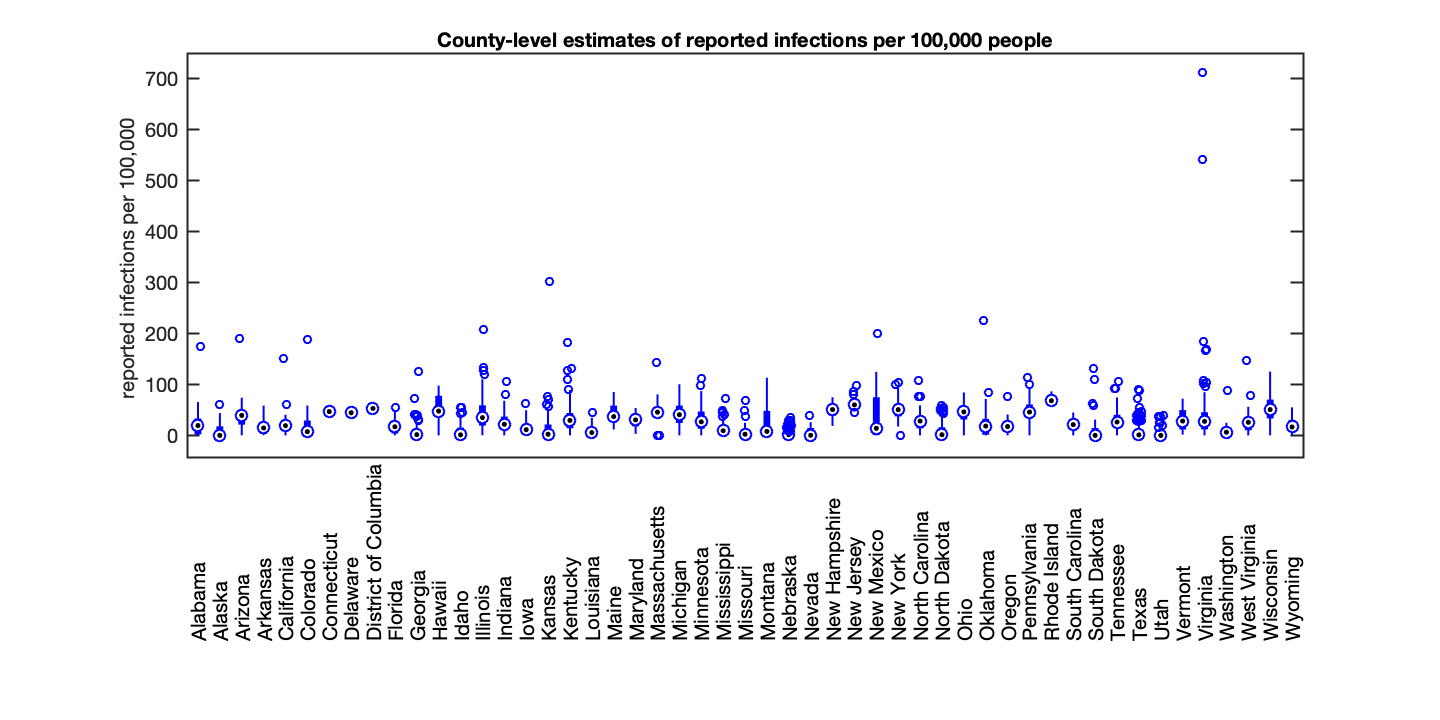 County-level estimates of reported infections per 100,000 people
reported infections per 100,000
700
600
500
400
300
200
100
0
Alabama
Alaska
Arizona
Arkansas
California
Colorado
Connecticut
Delaware
District of Columbia
Florida
Georgia
Hawaii
Idaho
Illinois
Indiana
Iowa
Kansas
Kentucky
Louisiana
Maine
Maryland
Massachusetts
Michigan
Minnesota
Mississippi
Missouri
Montana
Nebraska
Nevada
New Hampshire
New Jersey
New Mexico
New York
North Carolina
North Dakota
Ohio
Oklahoma
Oregon
Pennsylvania
Rhode Island
South Carolina
South Dakota
Tennessee
Texas
Utah
Vermont
Virginia
Washington
West Virginia
Wisconsin
Wyoming